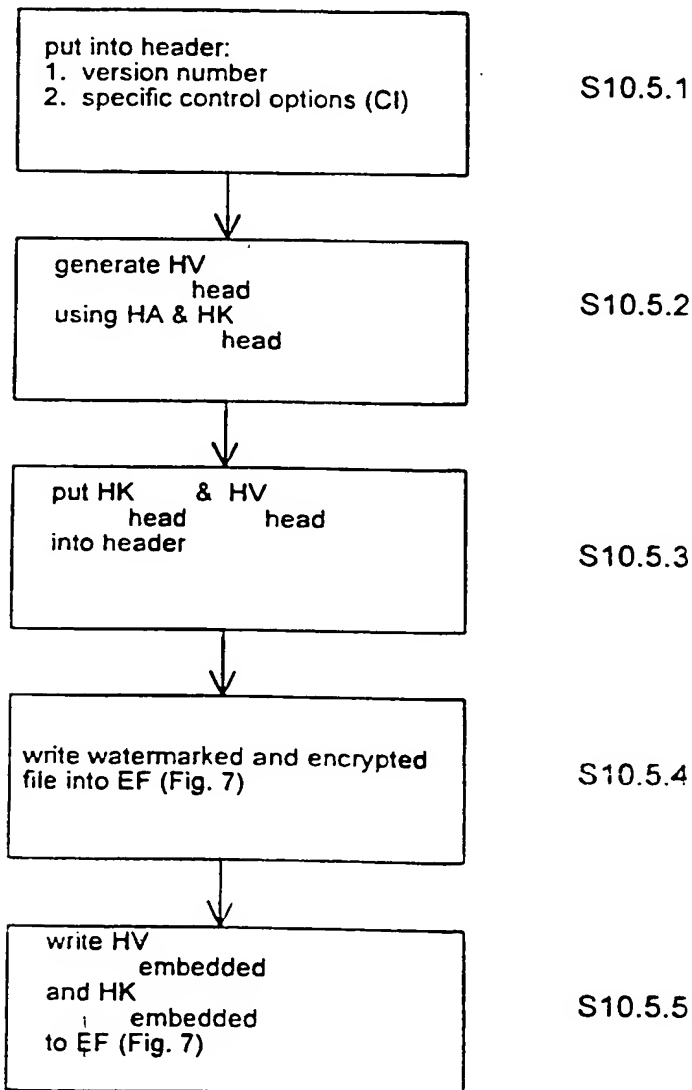 put into header:
1. version number
2. specific control options (CI)
S10.5.1
generate HV
head
using HA & HK
head
S10.5.2
put HK & HV
head head
into header
S10.5.3
write watermarked and encrypted
file into EF (Fig. 7)
S10.5.4
write HV
embedded
and HK
embedded
to EF (Fig. 7)
S10.5.5